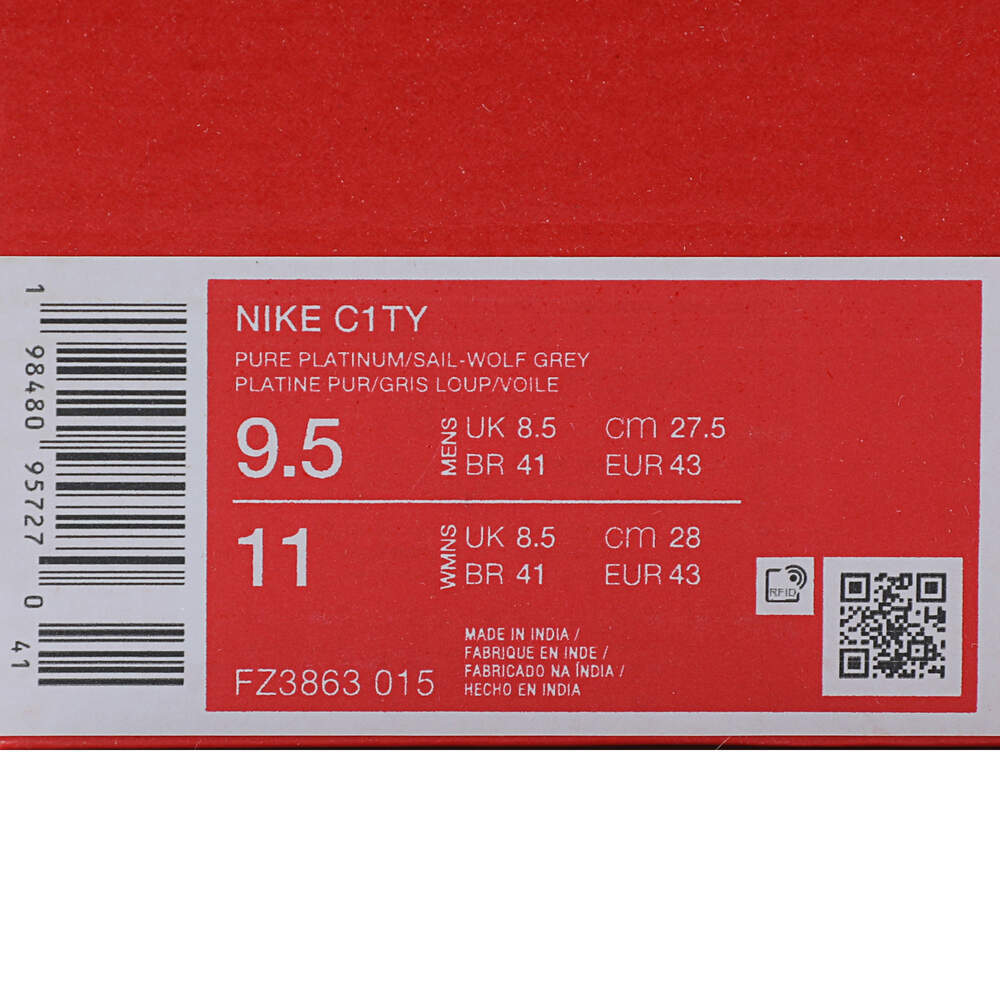 NIKE C1TY
PURE PLATINUM/SAIL-WOLF GREY
PLATINE PUR/GRIS LOUP/VOILE
9.5 MENS UK 8.5 cm 27.5
BR 41 EUR 43
11 WMNS UK 8.5 cm 28
BR 41 EUR 43
RFID
MADE IN INDIA /
FABRIQUE EN INDE /
FABRICADO NA ÍNDIA /
HECHO EN INDIA
FZ3863 015
1 98480 95727 0 41